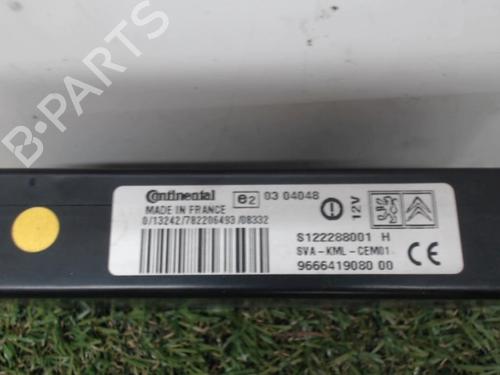 B-PARTS
Continental
e2
03 04048
MADE IN FRANCE
0/13242/782206493/08332
12V
S122288001 H
SVA-KML-CEM01
9666419080 00
CE